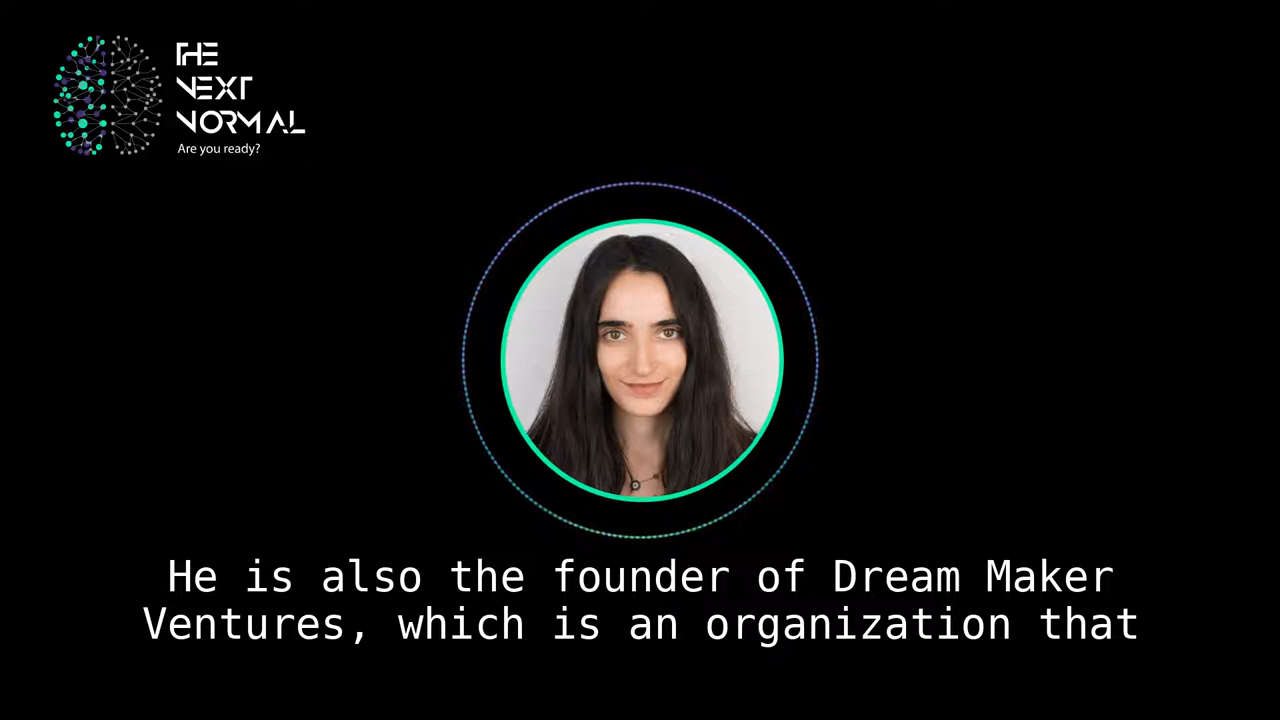 THE
NEXT
NORMAL
Are you ready?
He is also the founder of Dream Maker
Ventures, which is an organization that